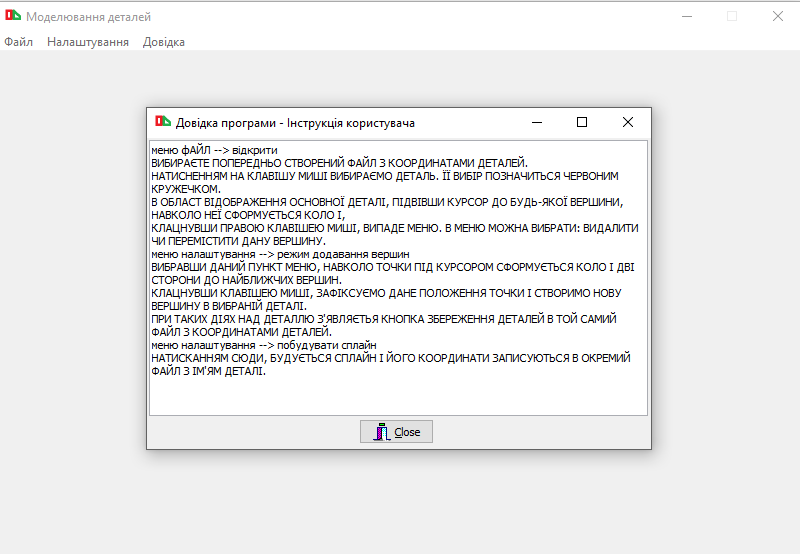 Моделювання деталей
Файл Налаштування Довідка
Довідка програми - Інструкція користувача
меню фАЙЛ --> відкрити
ВИБИРАЄТЕ ПОПЕРЕДНЬО СТВОРЕНИЙ ФАЙЛ З КООРДИНАТАМИ ДЕТАЛЕЙ.
НАТИСНЕННЯМ НА КЛАВІШУ МИШІ ВИБИРАЄМО ДЕТАЛЬ. ЇЇ ВИБІР ПОЗНАЧИТЬСЯ ЧЕРВОНИМ
КРУЖЕЧКОМ.
В ОБЛАСТ ВІДОБРАЖЕННЯ ОСНОВНОЇ ДЕТАЛІ, ПІДВІВШИ КУРСОР ДО БУДЬ-ЯКОЇ ВЕРШИНИ,
НАВКОЛО НЕЇ СФОРМУЄТЬСЯ КОЛО І,
КЛАЦНУВШИ ПРАВОЮ КЛАВІШЕЮ МИШІ, ВИПАДЕ МЕНЮ. В МЕНЮ МОЖНА ВИБРАТИ: ВИДАЛИТИ
ЧИ ПЕРЕМІСТИТИ ДАНУ ВЕРШИНУ.
меню налаштування --> режим додавання вершин
ВИБРАВШИ ДАНИЙ ПУНКТ МЕНЮ, НАВКОЛО ТОЧКИ ПІД КУРСОРОМ СФОРМУЄТЬСЯ КОЛО І ДВІ
СТОРОНИ ДО НАЙБЛИЖЧИХ ВЕРШИН.
КЛАЦНУВШИ КЛАВІШЕЮ МИШІ, ЗАФІКСУЄМО ДАНЕ ПОЛОЖЕННЯ ТОЧКИ І СТВОРИМО НОВУ
ВЕРШИНУ В ВИБРАНІЙ ДЕТАЛІ.
ПРИ ТАКИХ ДІЯХ НАД ДЕТАЛЛЮ З'ЯВЛЯЄТЬЯ КНОПКА ЗБЕРЕЖЕННЯ ДЕТАЛЕЙ В ТОЙ САМИЙ
ФАЙЛ З КООРДИНАТАМИ ДЕТАЛЕЙ.
меню налаштування --> побудувати сплайн
НАТИСКАННЯМ СЮДИ, БУДУЄТЬСЯ СПЛАЙН І ЙОГО КООРДИНАТИ ЗАПИСУЮТЬСЯ В ОКРЕМИЙ
ФАЙЛ З ІМ'ЯМ ДЕТАЛІ.
Close